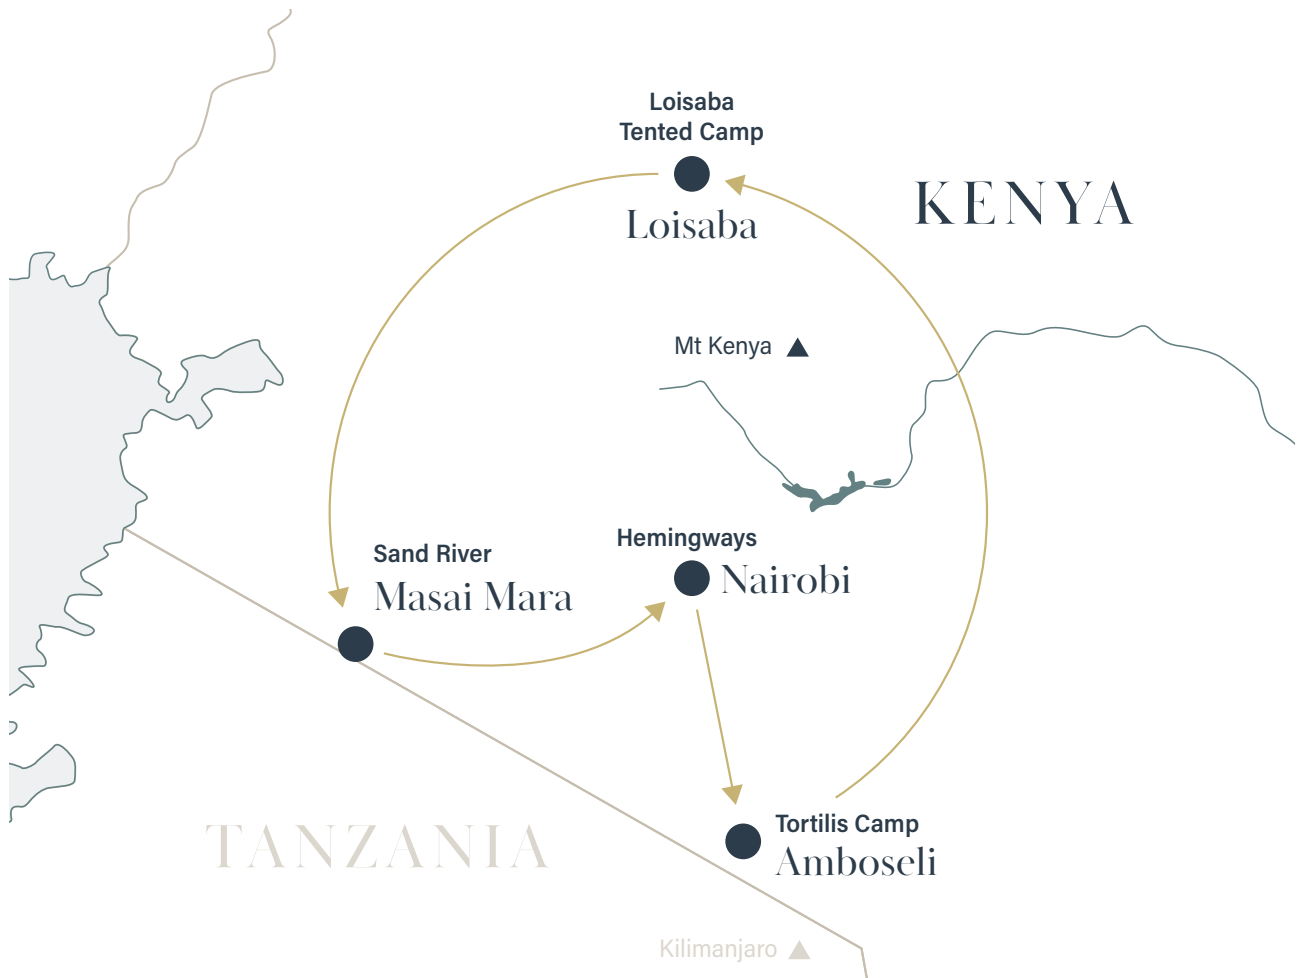 Loisaba
Tented Camp
Loisaba
KENYA
Mt Kenya
Hemingways
Nairobi
Sand River
Masai Mara
Tortilis Camp
Amboseli
TANZANIA
Kilimanjaro